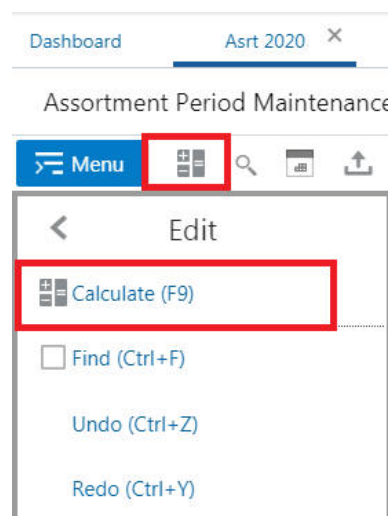 Dashboard Asrt 2020
Assortment Period Maintenance
Menu
Edit
Calculate (F9)
Find (Ctrl+F)
Undo (Ctrl+Z)
Redo (Ctrl+Y)